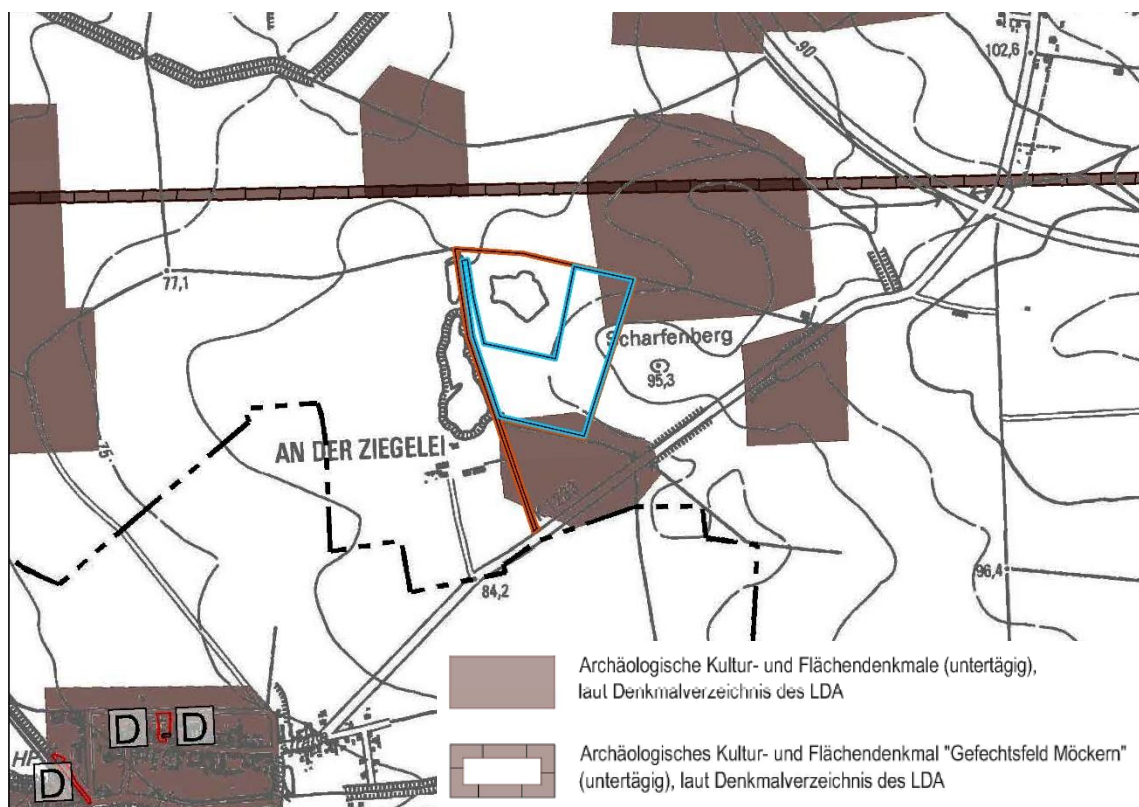 90
102,6
90
77,1
Scharfenberg
95,3
AN DER ZIEGELEI
75
84,2
96,4
D D
D
Archäologische Kultur- und Flächendenkmale (untertägig),
laut Denkmalverzeichnis des LDA
Archäologisches Kultur- und Flächendenkmal "Gefechtsfeld Möckern"
(untertägig), laut Denkmalverzeichnis des LDA